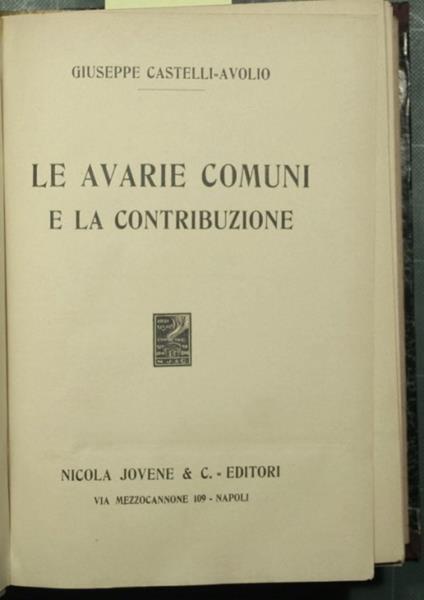 GIUSEPPE CASTELLI-AVOLIO
LE AVARIE COMUNI
E LA CONTRIBUZIONE
NICOLA JOVENE & C. - EDITORI
VIA MEZZOCANNONE 109 - NAPOLI